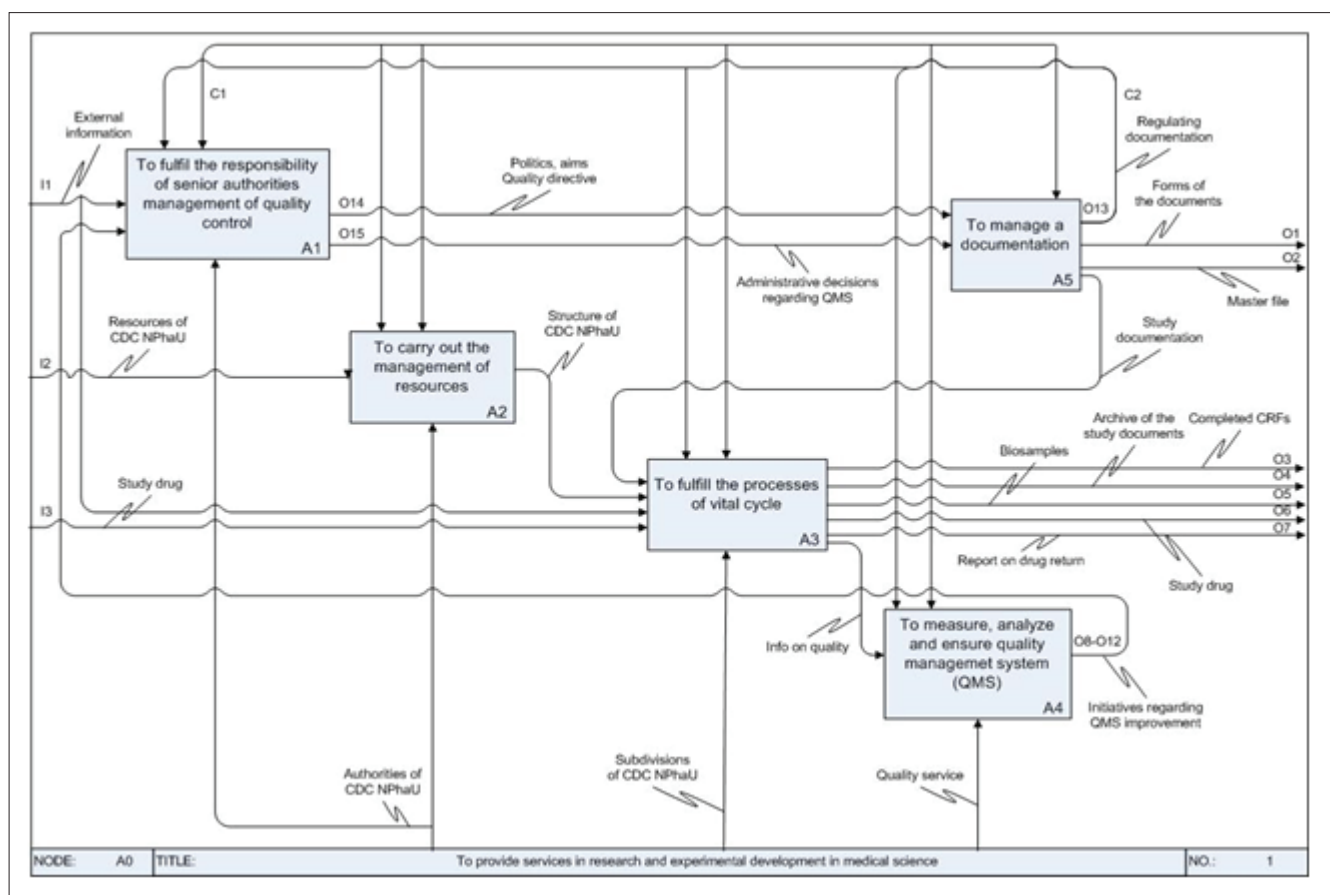 C1
C2
External
information
Regulating
documentation
To fulfil the responsibility
of senior authorities
management of quality
control
A1
Politics, aims
Quality directive
Forms of
the documents
I1
O14
O15
To manage a
documentation
A5
O13
O1
O2
Administrative decisions
regarding QMS
Master file
Resources of
CDC NPhaU
Structure of
CDC NPhaU
Study
documentation
I2
To carry out the
management of
resources
A2
Archive of the
study documents
Completed CRFs
Biosamples
Study drug
I3
To fulfill the processes
of vital cycle
A3
O3
O4
O5
O6
O7
Report on drug return
Study drug
Info on quality
To measure, analyze
and ensure quality
managemet system
(QMS)
A4
O8-O12
Initiatives regarding
QMS improvement
Authorities of
CDC NPhaU
Subdivisions
of CDC NPhaU
Quality service
NODE: A0 TITLE: To provide services in research and experimental development in medical science NO.: 1